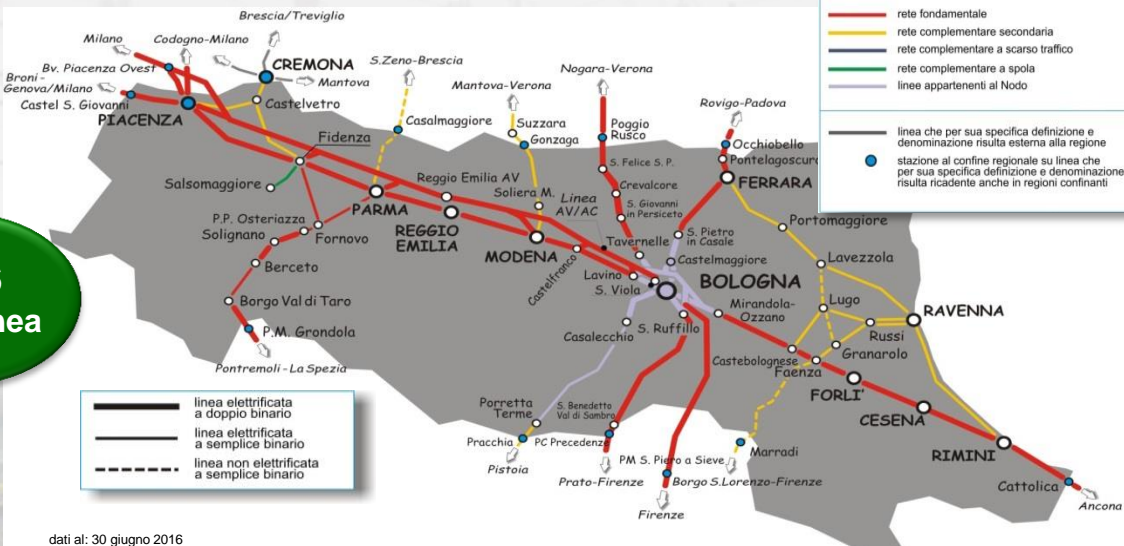 Brescia/Treviglio
Milano
Codogno-Milano
CREMONA
S.Zeno-Brescia
Nogara-Verona
Bv. Piacenza Ovest
Mantova
Mantova-Verona
Broni-
Genova/Milano
Rovigo-Padova
Castel S. Giovanni
Castelvetro
PIACENZA
Casalmaggiore
Suzzara
Gonzaga
Poggio
Rusco
Occhiobello
Pontelagoscuro
Fidenza
S. Felice S. P.
FERRARA
Salsomaggiore
Reggio Emilia AV
Soliera M.
Crevalcore
Linea
AV/AC
S. Giovanni
in Persiceto
PARMA
P.P. Osteriazza
REGGIO
EMILIA
Portomaggiore
Solignano
Fornovo
MODENA
Tavernelle
S. Pietro
in Casale
Castelmaggiore
Castelfranco
Lavino
BOLOGNA
Lavezzola
Berceto
S. Viola
Borgo Val di Taro
Mirandola-
Ozzano
Lugo
RAVENNA
P.M. Grondola
Casalecchio
S. Ruffillo
Russi
Castebolognese
Granarolo
Faenza
Pontremoli-La Spezia
FORLI'
CESENA
Porretta
Terme
S. Benedetto
Val di Sambro
RIMINI
Pracchia
PC Precedenze
PM S. Piero a Sieve
Marradi
Pistoia
Prato-Firenze
Borgo S.Lorenzo-Firenze
Cattolica
Firenze
Ancona
rete fondamentale
rete complementare secondaria
rete complementare a scarso traffico
rete complementare a spola
linee appartenenti al Nodo
linea che per sua specifica definizione e
denominazione risulta esterna alla regione
stazione al confine regionale su linea che
per sua specifica definizione e denominazione
risulta ricadente anche in regioni confinanti
linea elettrificata
a doppio binario
linea elettrificata
a semplice binario
linea non elettrificata
a semplice binario
dati al: 30 giugno 2016